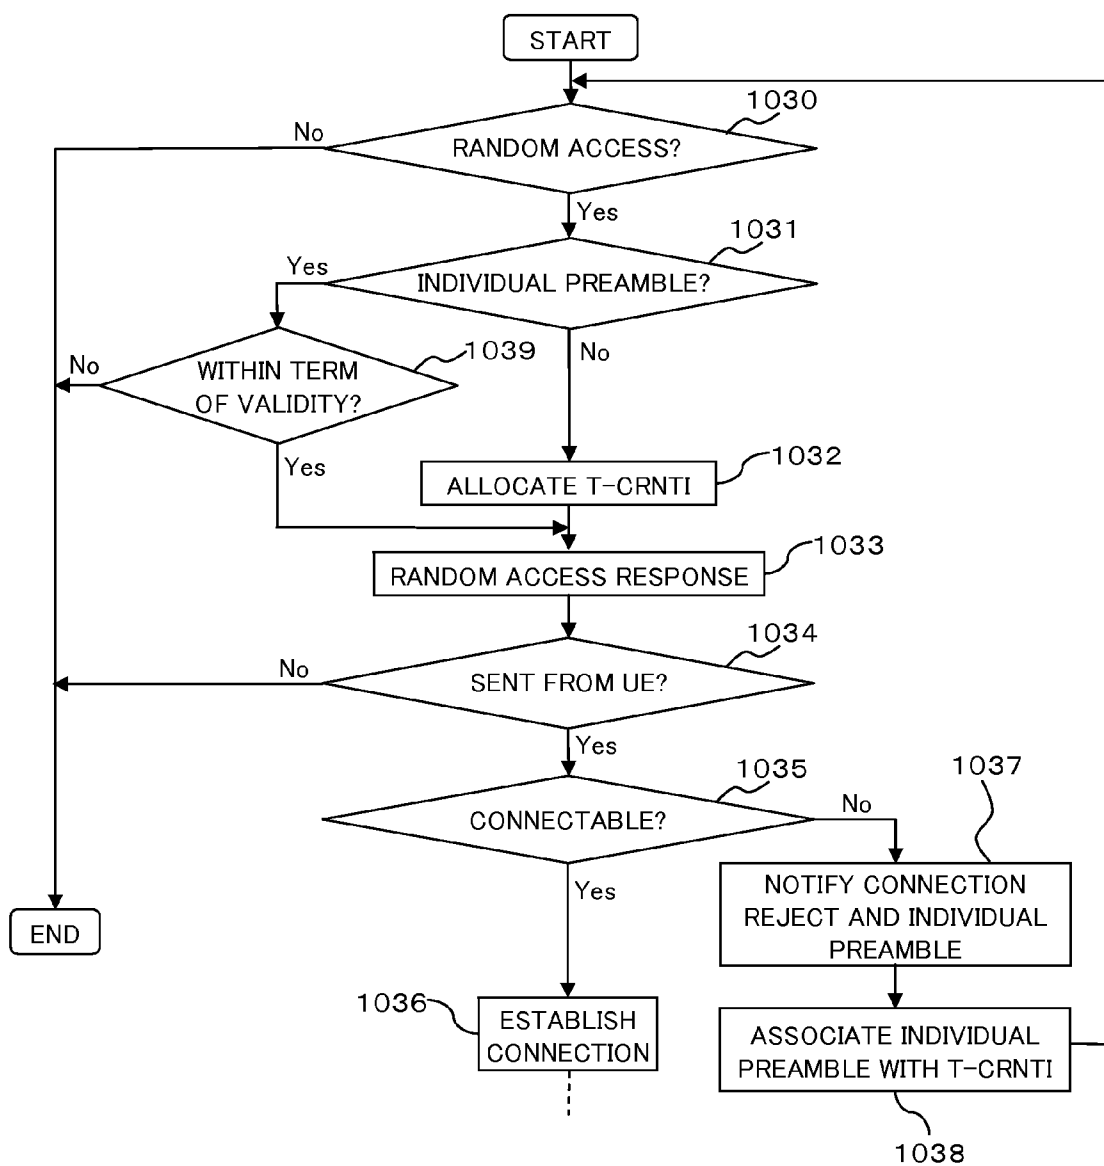 START
1030
No
RANDOM ACCESS?
Yes
1031
Yes
INDIVIDUAL PREAMBLE?
No
1039
No
WITHIN TERM
OF VALIDITY?
Yes
1032
ALLOCATE T-CRNTI
1033
RANDOM ACCESS RESPONSE
1034
No
SENT FROM UE?
Yes
1035
1037
No
CONNECTABLE?
Yes
NOTIFY CONNECTION
REJECT AND INDIVIDUAL
PREAMBLE
END
1036
ESTABLISH
CONNECTION
ASSOCIATE INDIVIDUAL
PREAMBLE WITH T-CRNTI
1038